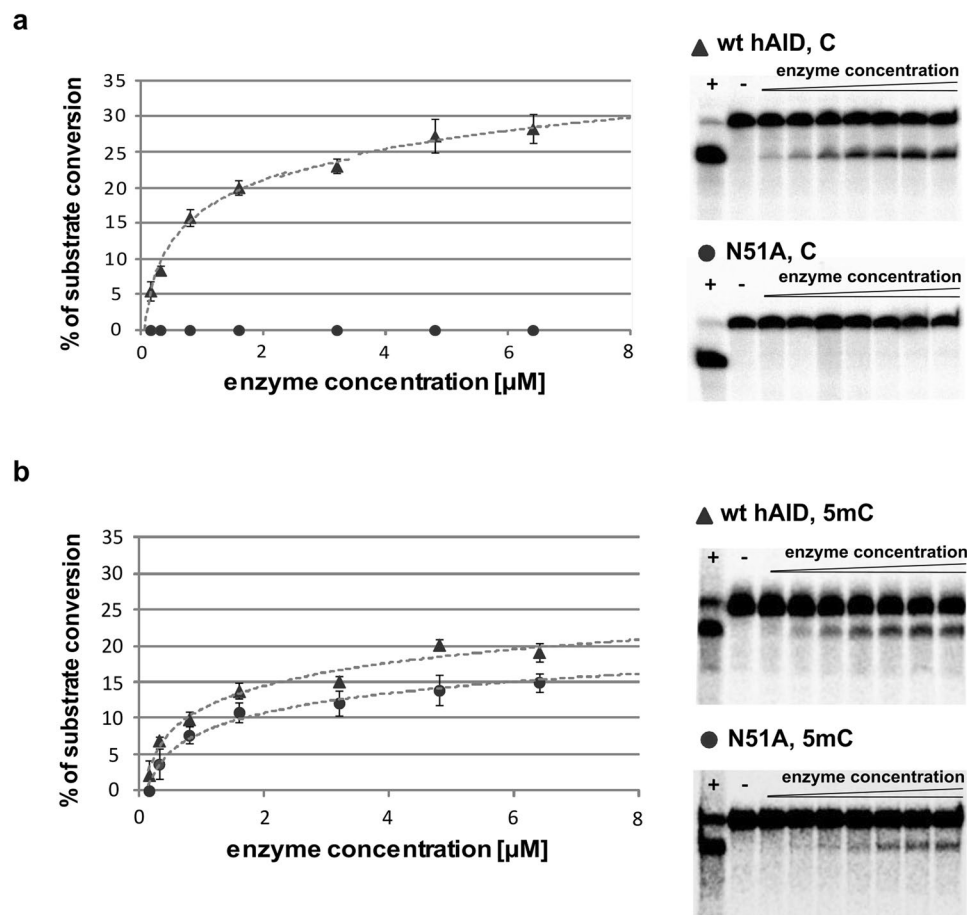 a
▲ wt hAID, C
enzyme concentration
+ -
35
30
25
20
15
10
5
0
% of substrate conversion
0 2 4 6 8
enzyme concentration [µM]
● N51A, C
enzyme concentration
+ -
b
▲ wt hAID, 5mC
enzyme concentration
+ -
35
30
25
20
15
10
5
0
% of substrate conversion
0 2 4 6 8
enzyme concentration [µM]
● N51A, 5mC
enzyme concentration
+ -